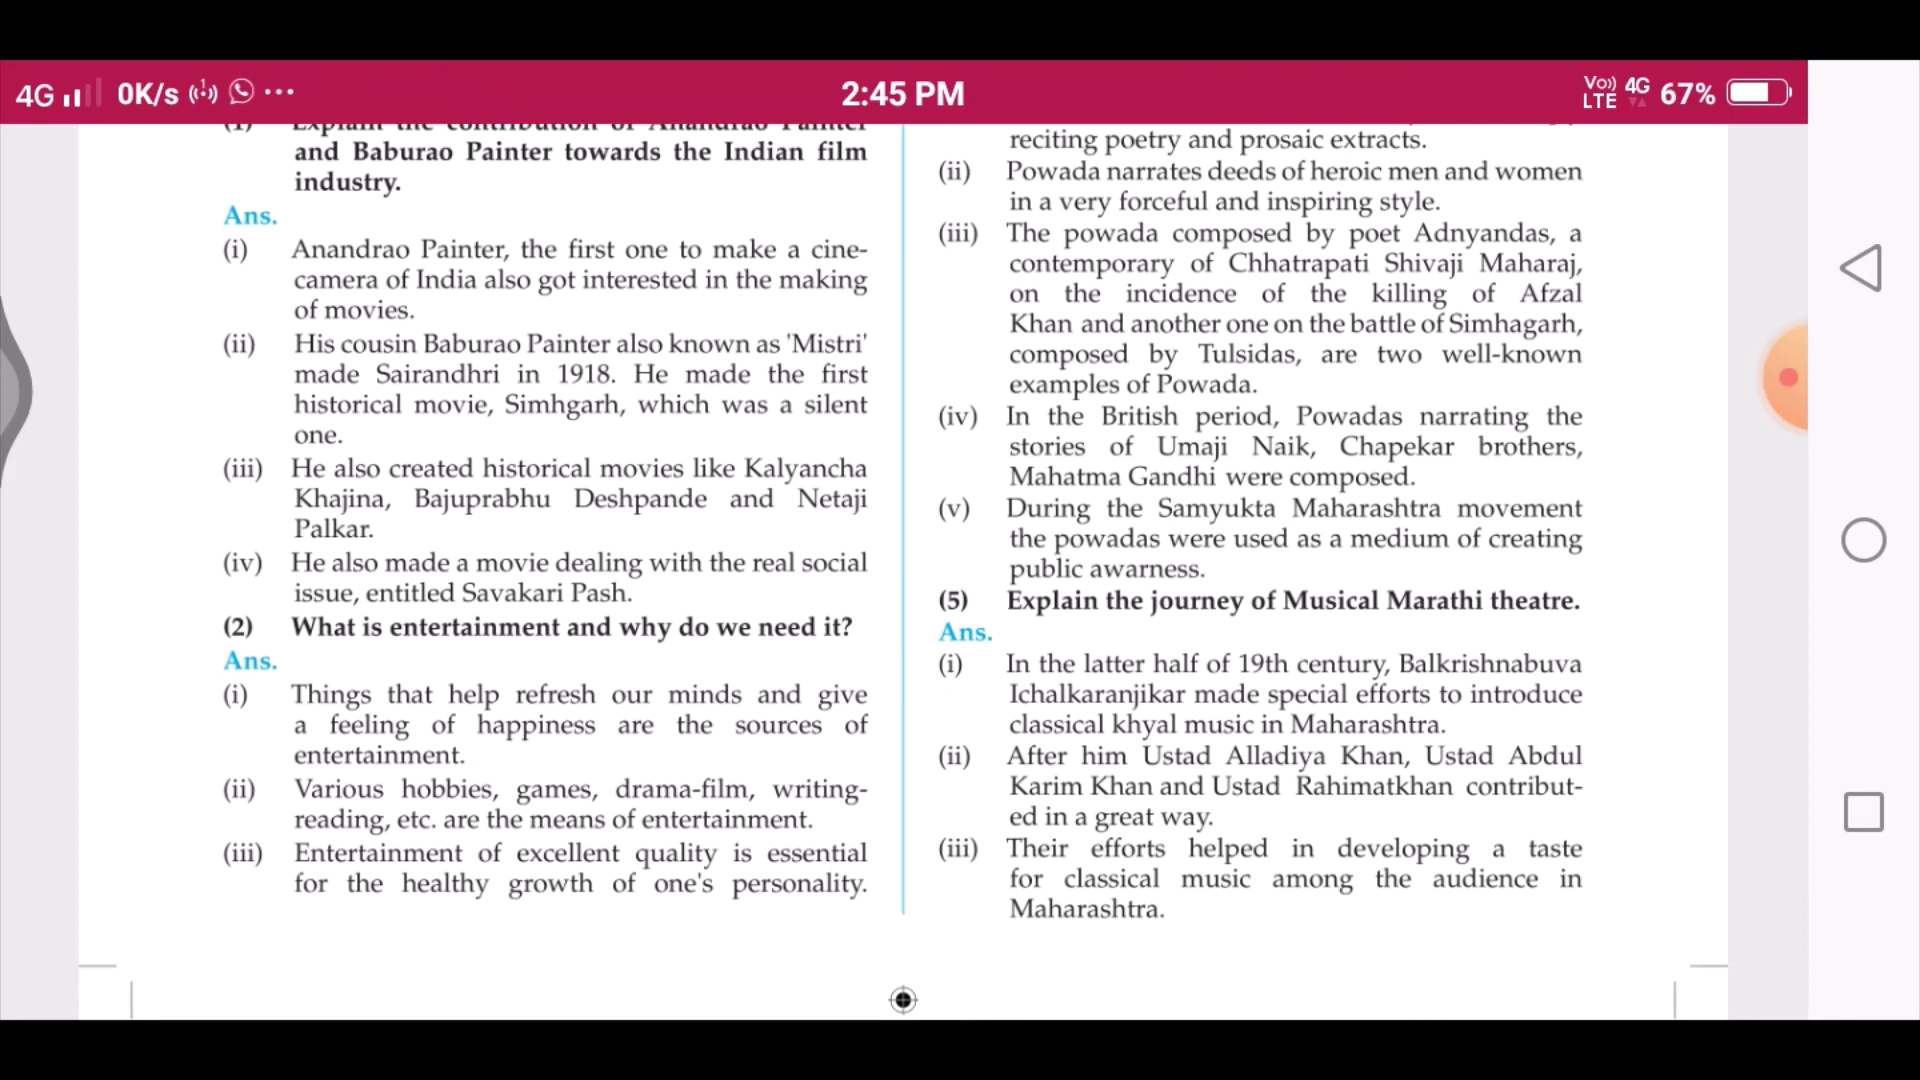 4G 0K/s ...
2:45 PM
Vo)) LTE 4G 67%
(1) Explain the contribution of Anandrao Painter
and Baburao Painter towards the Indian film
industry.
Ans.
(i) Anandrao Painter, the first one to make a cine-
camera of India also got interested in the making
of movies.
(ii) His cousin Baburao Painter also known as 'Mistri'
made Sairandhri in 1918. He made the first
historical movie, Simhgarh, which was a silent
one.
(iii) He also created historical movies like Kalyancha
Khajina, Bajuprabhu Deshpande and Netaji
Palkar.
(iv) He also made a movie dealing with the real social
issue, entitled Savakari Pash.
(2) What is entertainment and why do we need it?
Ans.
(i) Things that help refresh our minds and give
a feeling of happiness are the sources of
entertainment.
(ii) Various hobbies, games, drama-film, writing-
reading, etc. are the means of entertainment.
(iii) Entertainment of excellent quality is essential
for the healthy growth of one's personality.
reciting poetry and prosaic extracts.
(ii) Powada narrates deeds of heroic men and women
in a very forceful and inspiring style.
(iii) The powada composed by poet Adnyandas, a
contemporary of Chhatrapati Shivaji Maharaj,
on the incidence of the killing of Afzal
Khan and another one on the battle of Simhagarh,
composed by Tulsidas, are two well-known
examples of Powada.
(iv) In the British period, Powadas narrating the
stories of Umaji Naik, Chapekar brothers,
Mahatma Gandhi were composed.
(v) During the Samyukta Maharashtra movement
the powadas were used as a medium of creating
public awarness.
(5) Explain the journey of Musical Marathi theatre.
Ans.
(i) In the latter half of 19th century, Balkrishnabuva
Ichalkaranjikar made special efforts to introduce
classical khyal music in Maharashtra.
(ii) After him Ustad Alladiya Khan, Ustad Abdul
Karim Khan and Ustad Rahimatkhan contribut-
ed in a great way.
(iii) Their efforts helped in developing a taste
for classical music among the audience in
Maharashtra.